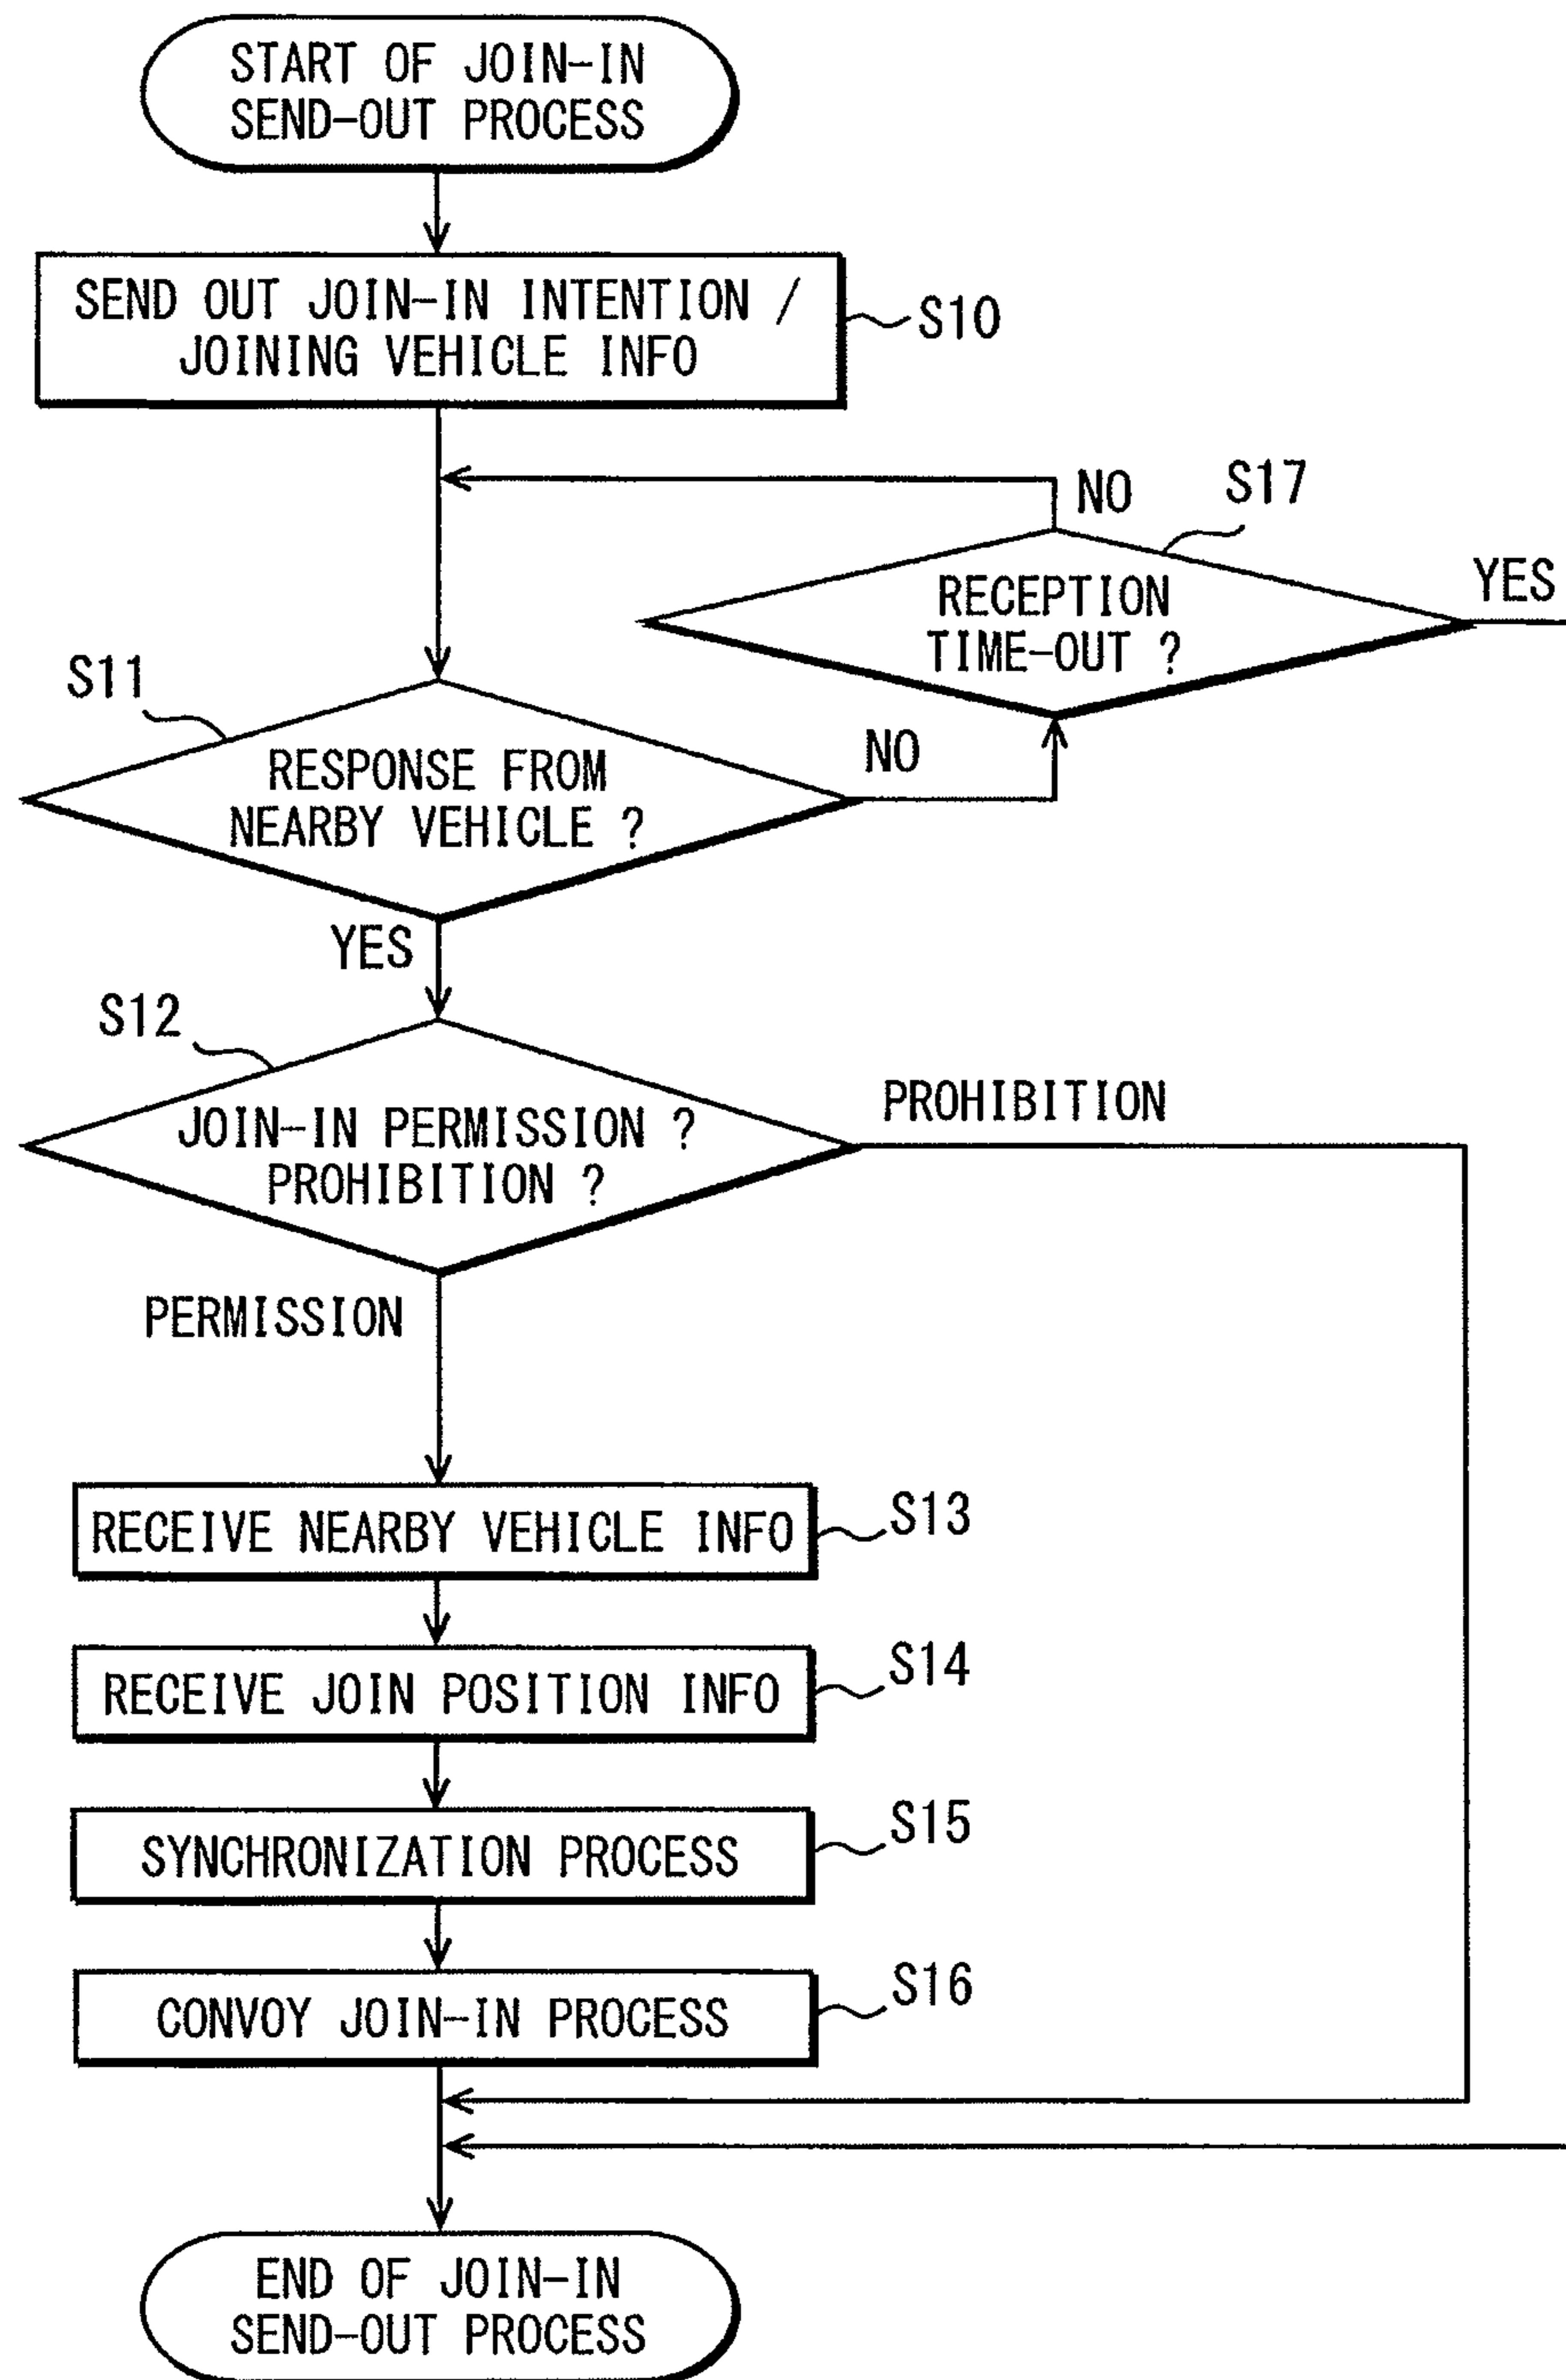 START OF JOIN-IN
SEND-OUT PROCESS
SEND OUT JOIN-IN INTENTION /
JOINING VEHICLE INFO
S10
NO
S17
YES
RECEPTION
TIME-OUT ?
S11
RESPONSE FROM
NEARBY VEHICLE ?
NO
YES
S12
JOIN-IN PERMISSION ?
PROHIBITION ?
PROHIBITION
PERMISSION
RECEIVE NEARBY VEHICLE INFO
S13
RECEIVE JOIN POSITION INFO
S14
SYNCHRONIZATION PROCESS
S15
CONVOY JOIN-IN PROCESS
S16
END OF JOIN-IN
SEND-OUT PROCESS